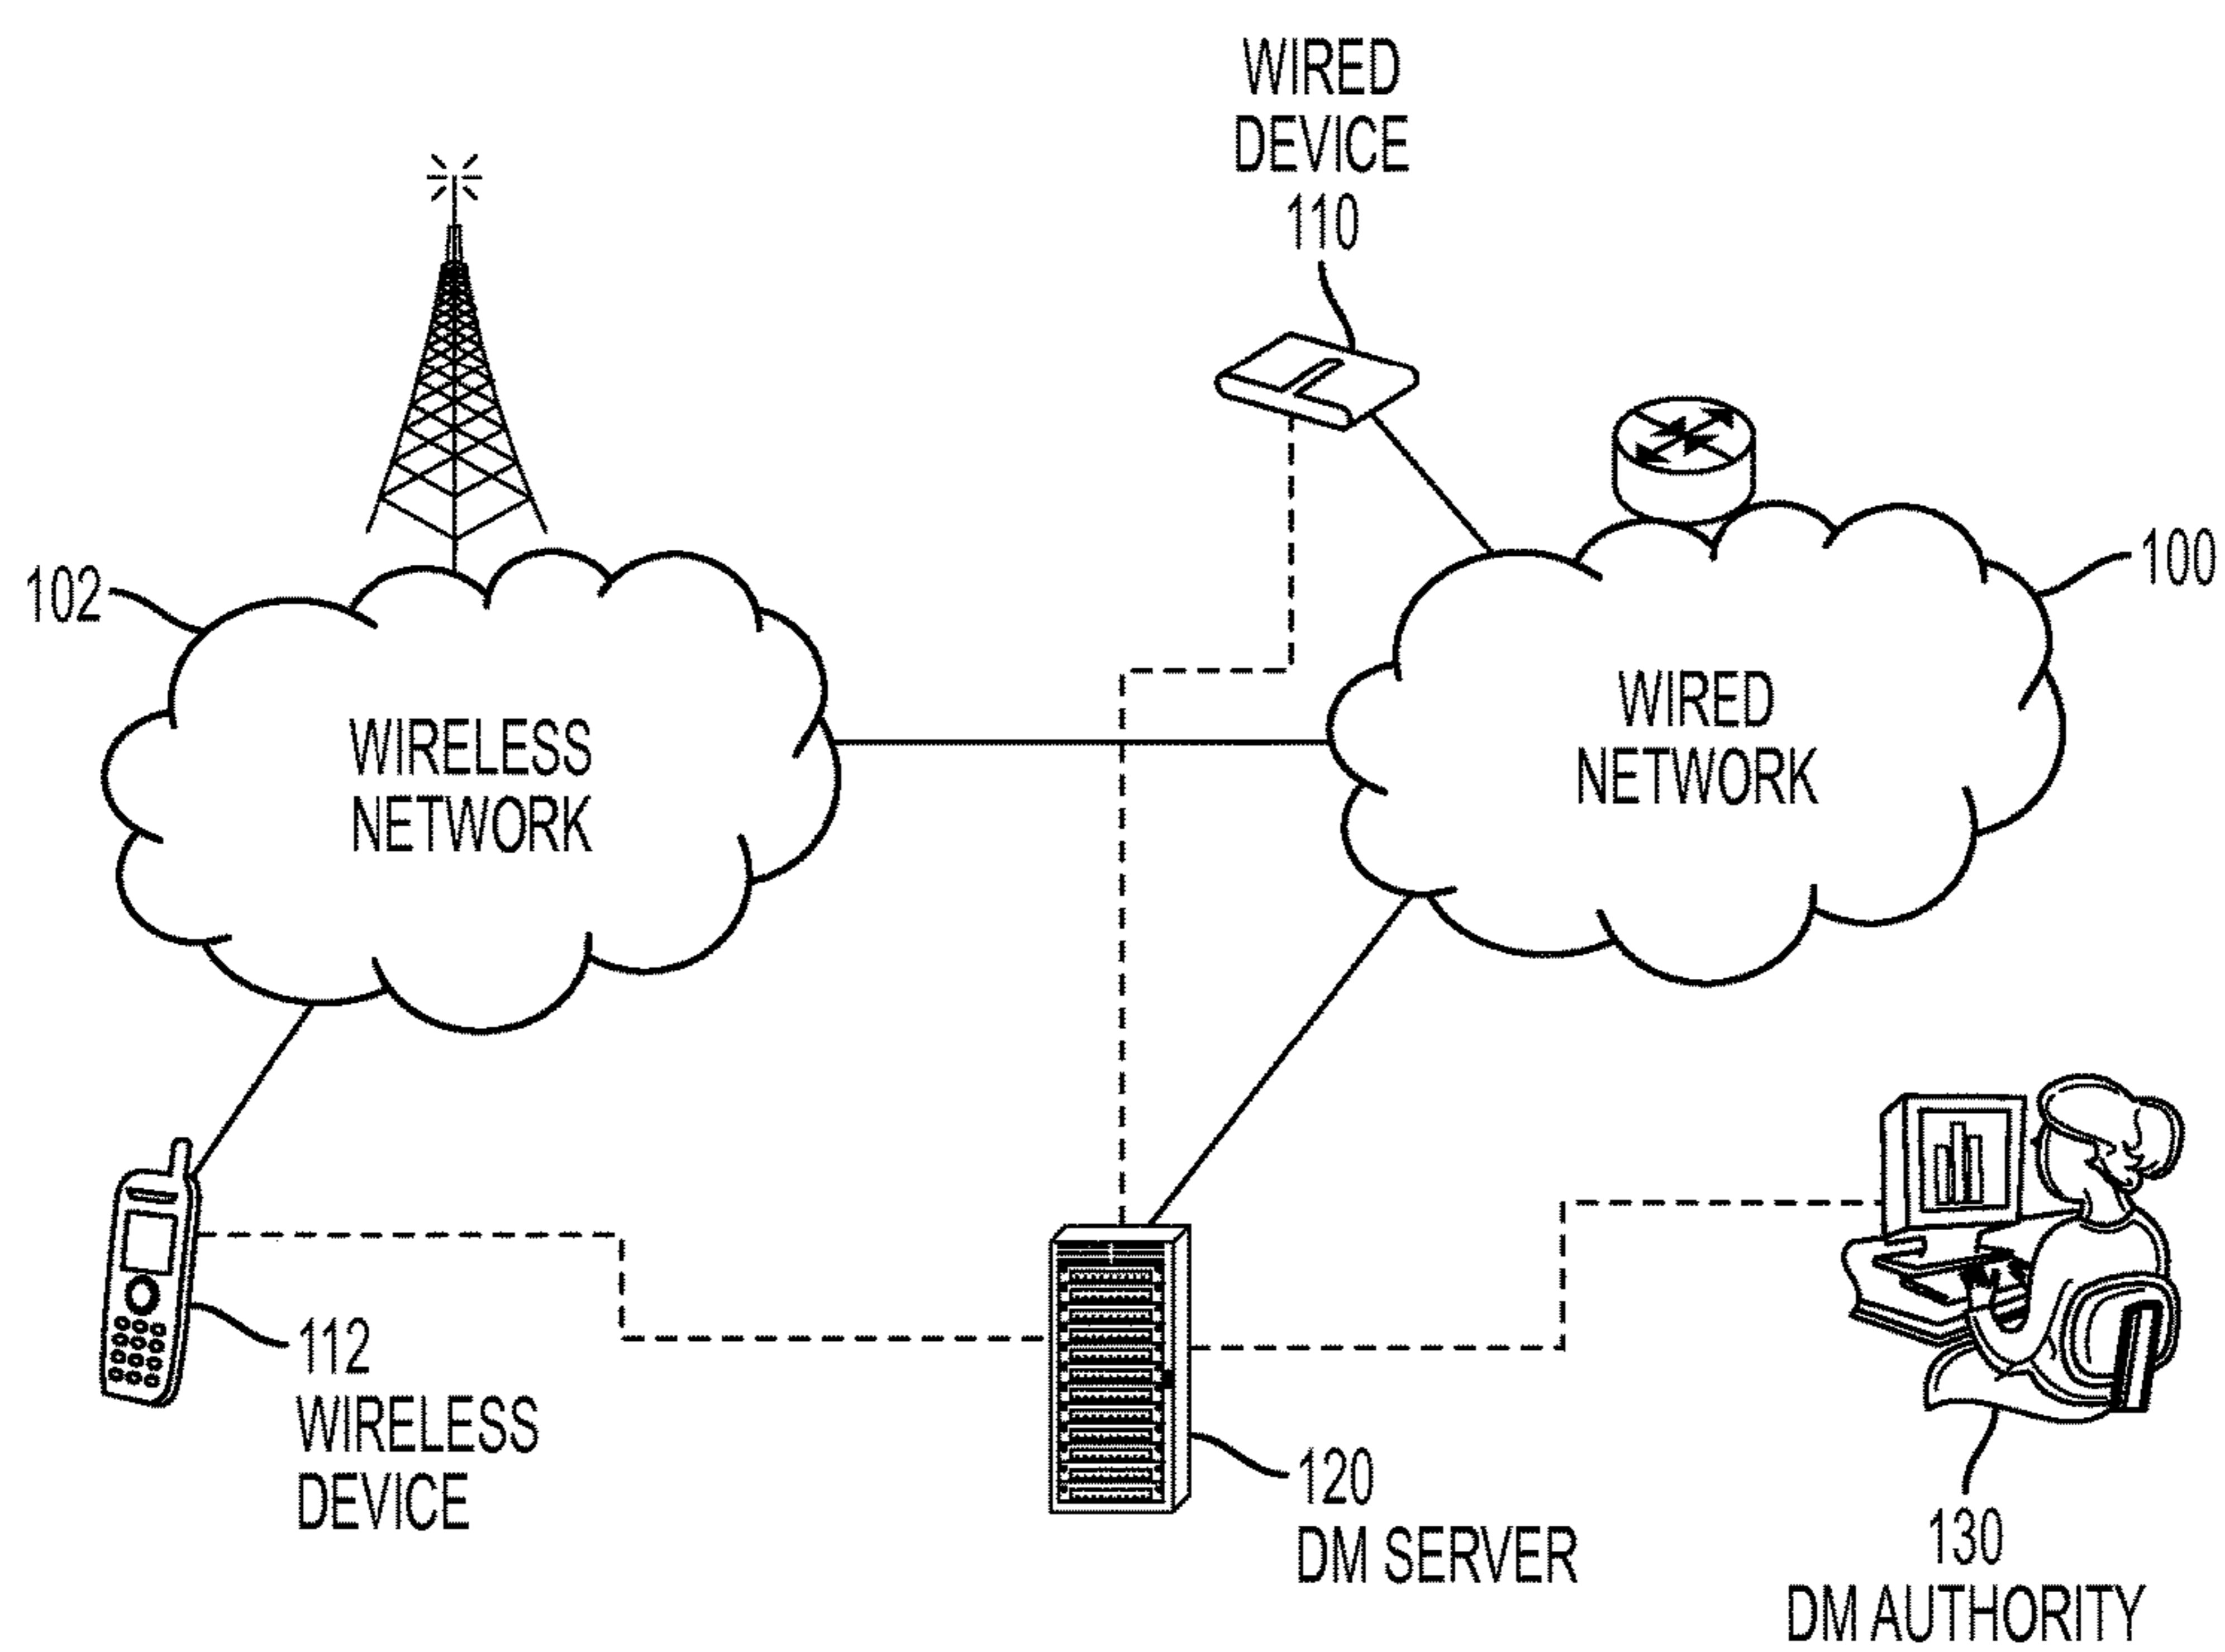 WIRED
DEVICE
110
102
100
WIRELESS
NETWORK
WIRED
NETWORK
112
WIRELESS
DEVICE
120
DM SERVER
130
DM AUTHORITY